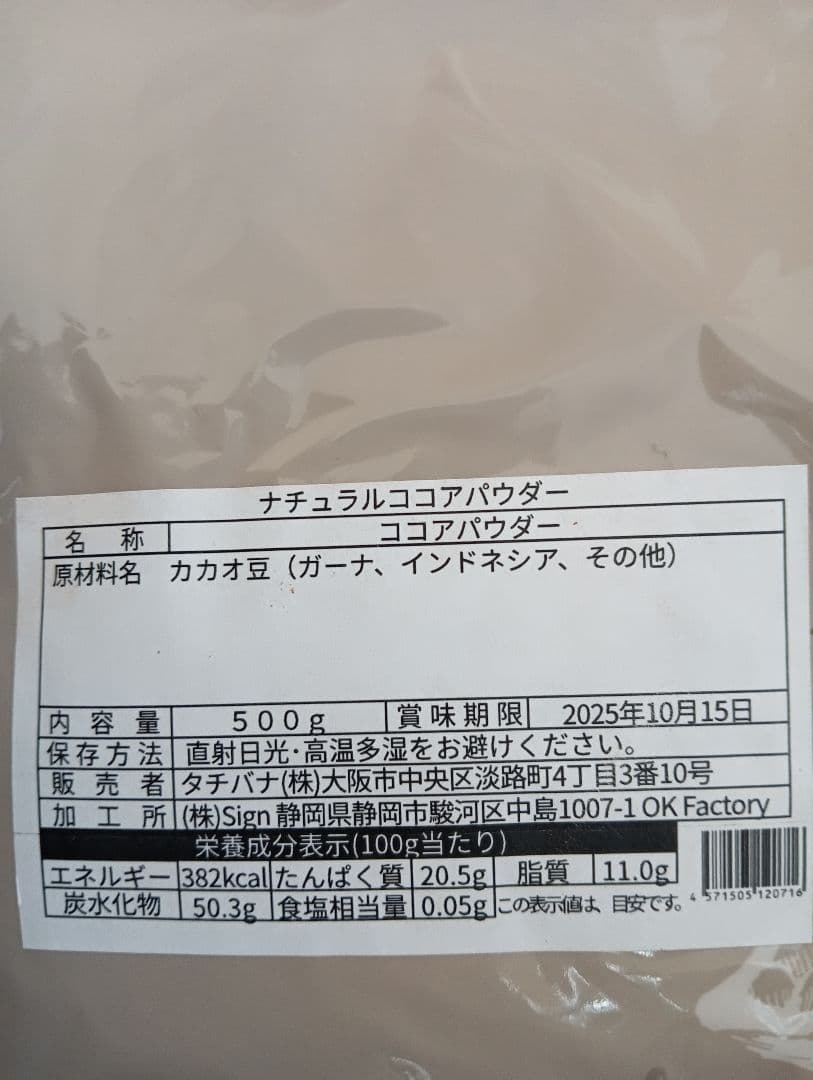 ナチュラルココアパウダー
名称 ココアパウダー
原材料名 カカオ豆（ガーナ、インドネシア、その他）
内容量 500g 賞味期限 2025年10月15日
保存方法 直射日光・高温多湿をお避けください。
販売者 タチバナ(株)大阪市中央区淡路町4丁目3番10号
加工所 (株)Sign 静岡県静岡市駿河区中島1007-1 OK Factory
栄養成分表示(100g当たり)
エネルギー 382kcal たんぱく質 20.5g 脂質 11.0g
炭水化物 50.3g 食塩相当量 0.05g この表示値は、目安です。
4 571505 120716